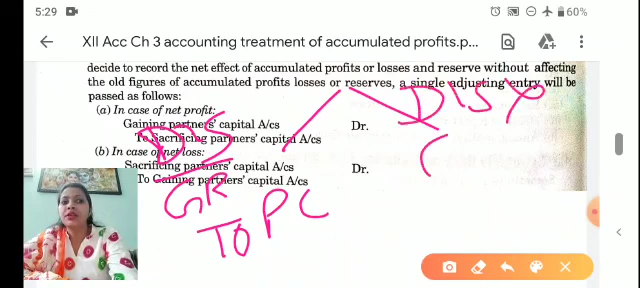 5:29
60%
XII Acc Ch 3 accounting treatment of accumulated profits.p...
decide to record the net effect of accumulated profits or losses and reserve without affecting
the old figures of accumulated profits losses or reserves, a single adjusting entry will be
passed as follows:
(a) In case of net profit:
Gaining partners' capital A/cs Dr.
To Sacrificing partners' capital A/cs
(b) In case of net loss:
Sacrificing partners' capital A/cs Dr.
To Gaining partners' capital A/cs
DIS
GR
TO PC
DIS X
(